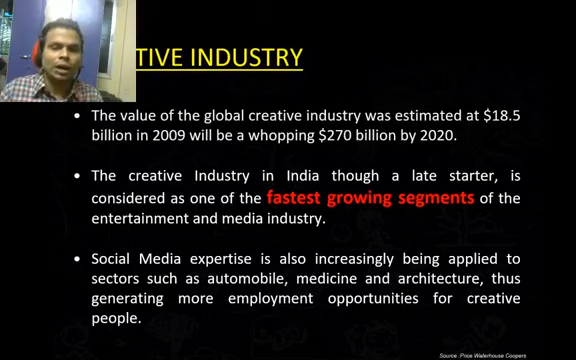 TIVE INDUSTRY
• The value of the global creative industry was estimated at $18.5
billion in 2009 will be a whopping $270 billion by 2020.
• The creative Industry in India though a late starter, is
considered as one of the fastest growing segments of the
entertainment and media industry.
• Social Media expertise is also increasingly being applied to
sectors such as automobile, medicine and architecture, thus
generating more employment opportunities for creative
people.
Source :Price Waterhouse Coopers